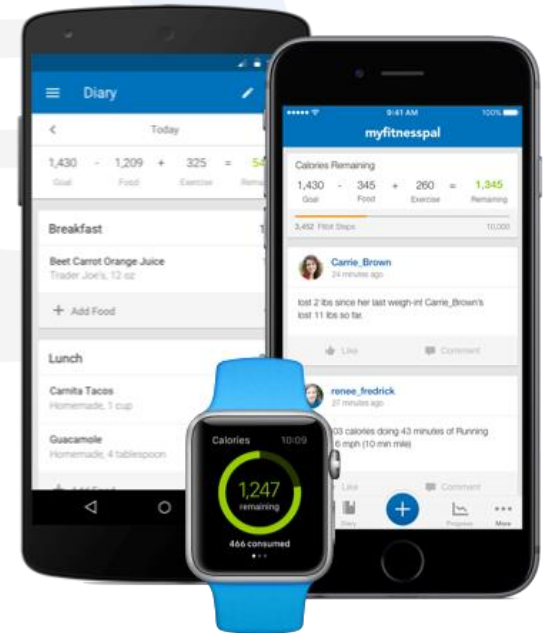 Diary
Today
1,430 - 1,209 + 325 =
Goal Food Exercise
Breakfast
Beet Carrot Orange Juice
Trader Joe's, 12 oz
+ Add Food
Lunch
Carnita Tacos
Homemade, 1 cup
Guacamole
Homemade, 4 tablespoon
9:41 AM 100%
myfitnesspal
Calories Remaining
1,430 - 345 + 260 = 1,345
Goal Food Exercise Remaining
3,452 Fitbit Steps 10,000
Carrie_Brown
24 minutes ago
lost 2 lbs since her last weigh-in! Carrie_Brown's
lost 11 lbs so far.
Like Comment
renee_fredrick
27 minutes ago
03 calories doing 43 minutes of Running
6 mph (10 min mile)
Like Comment
Diary + Progress More
Calories 10:09
1,247
remaining
466 consumed